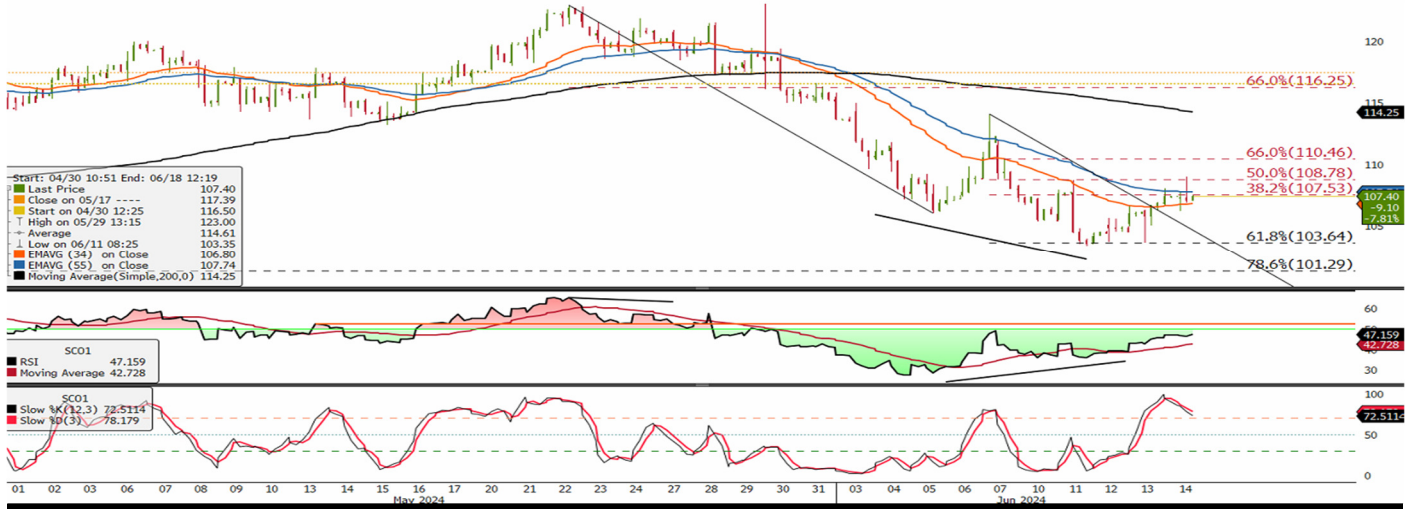 120
66.0%(116.25)
115
114.25
66.0%(110.46)
110
50.0%(108.78)
38.2%(107.53)
107.40
-9.10
-7.81%
105
61.8%(103.64)
78.6%(101.29)
Start: 04/30 10:51 End: 06/18 12:19
Last Price 107.40
Close on 05/17 ---- 117.39
Start on 04/30 12:25 116.50
High on 05/29 13:15 123.00
Average 114.61
Low on 06/11 08:25 103.35
EMAVG (34) on Close 106.80
EMAVG (55) on Close 107.74
Moving Average(Simple,200,0) 114.25
60
47.159
42.728
30
SCO1
RSI 47.159
Moving Average 42.728
SCO1
Slow %K(12,3) 72.5114
Slow %D(3) 78.179
100
72.5114
50
0
01 02 03 06 07 08 09 10 13 14 15 16 17 20 21 22 23 24 27 28 29 30 31 03 04 05 06 07 10 11 12 13 14
May 2024 Jun 2024